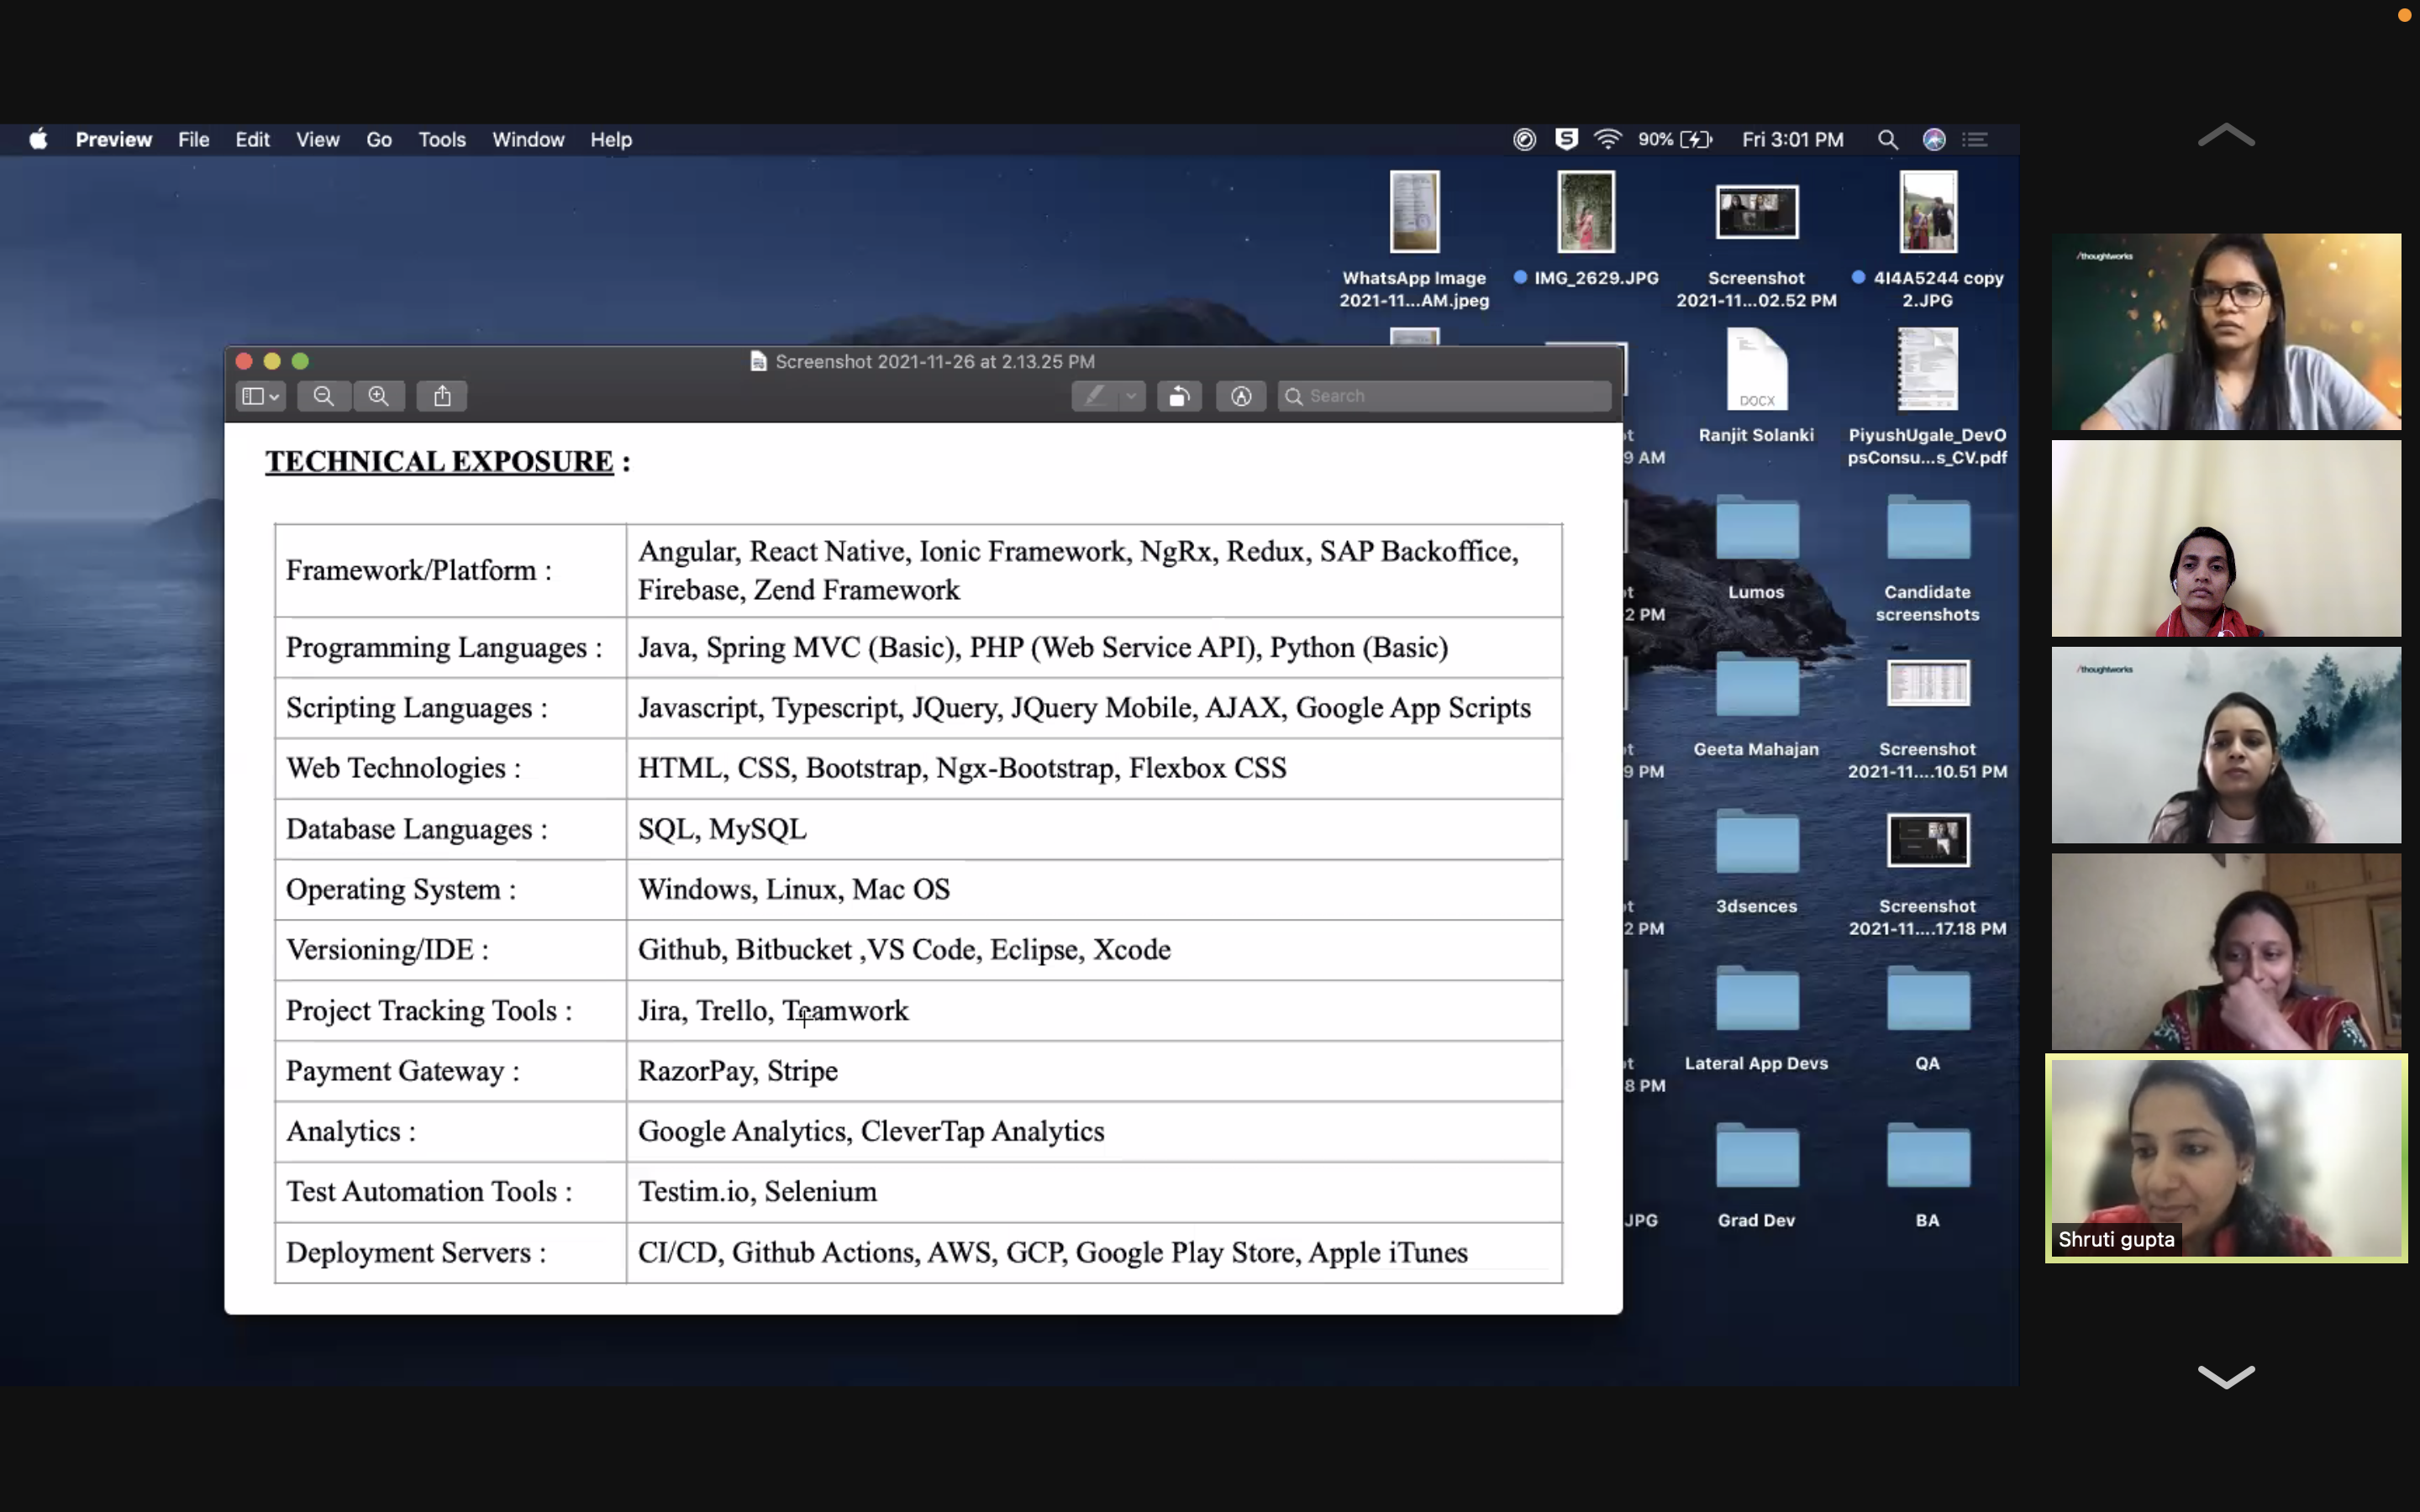 Preview File Edit View Go Tools Window Help
90% Fri 3:01 PM
WhatsApp Image
2021-11...AM.jpeg
IMG_2629.JPG
Screenshot
2021-11...02.52 PM
4I4A5244 copy
2.JPG
Screenshot 2021-11-26 at 2.13.25 PM
Search
TECHNICAL EXPOSURE :
Framework/Platform :
Angular, React Native, Ionic Framework, NgRx, Redux, SAP Backoffice,
Firebase, Zend Framework
Programming Languages : Java, Spring MVC (Basic), PHP (Web Service API), Python (Basic)
Scripting Languages : Javascript, Typescript, JQuery, JQuery Mobile, AJAX, Google App Scripts
Web Technologies : HTML, CSS, Bootstrap, Ngx-Bootstrap, Flexbox CSS
Database Languages : SQL, MySQL
Operating System : Windows, Linux, Mac OS
Versioning/IDE : Github, Bitbucket ,VS Code, Eclipse, Xcode
Project Tracking Tools : Jira, Trello, Teamwork
Payment Gateway : RazorPay, Stripe
Analytics : Google Analytics, CleverTap Analytics
Test Automation Tools : Testim.io, Selenium
Deployment Servers : CI/CD, Github Actions, AWS, GCP, Google Play Store, Apple iTunes
DOCX
Ranjit Solanki
PiyushUgale_DevO
psConsu...s_CV.pdf
9 AM
Lumos
Candidate
screenshots
2 PM
Geeta Mahajan
Screenshot
2021-11....10.51 PM
9 PM
3dsences
Screenshot
2021-11....17.18 PM
2 PM
Lateral App Devs
QA
8 PM
JPG
Grad Dev
BA
/thoughtworks
/thoughtworks
Shruti gupta